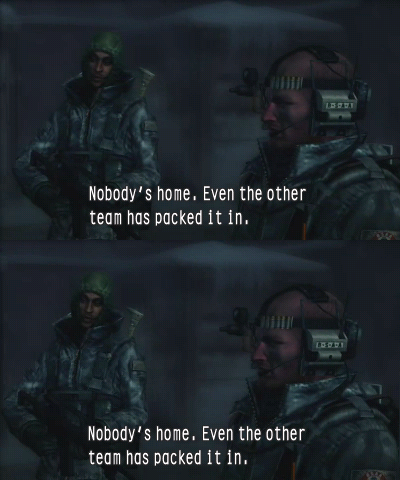 Nobody's home. Even the other
team has packed it in.
Nobody's home. Even the other
team has packed it in.